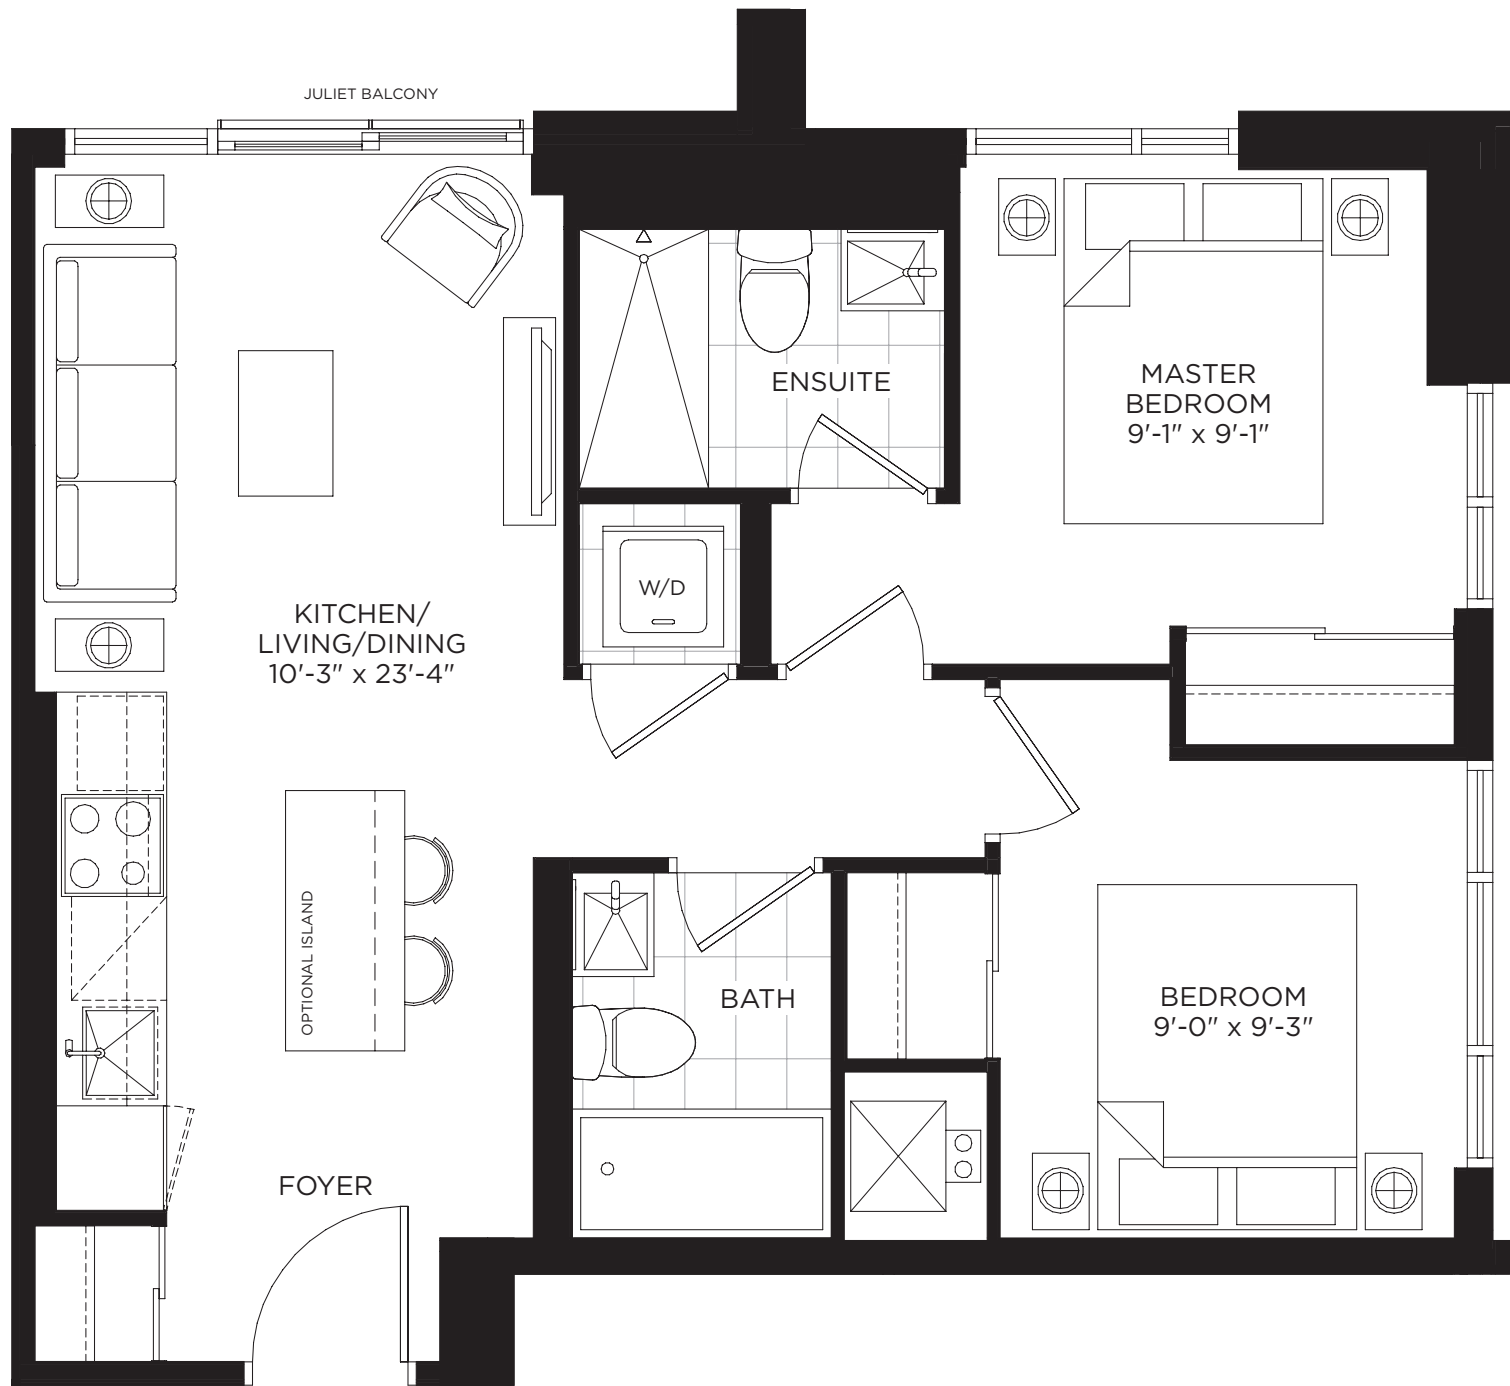 JULIET BALCONY
ENSUITE
MASTER
BEDROOM
9'-1" x 9'-1"
W/D
KITCHEN/
LIVING/DINING
10'-3" x 23'-4"
OPTIONAL ISLAND
BATH
BEDROOM
9'-0" x 9'-3"
FOYER